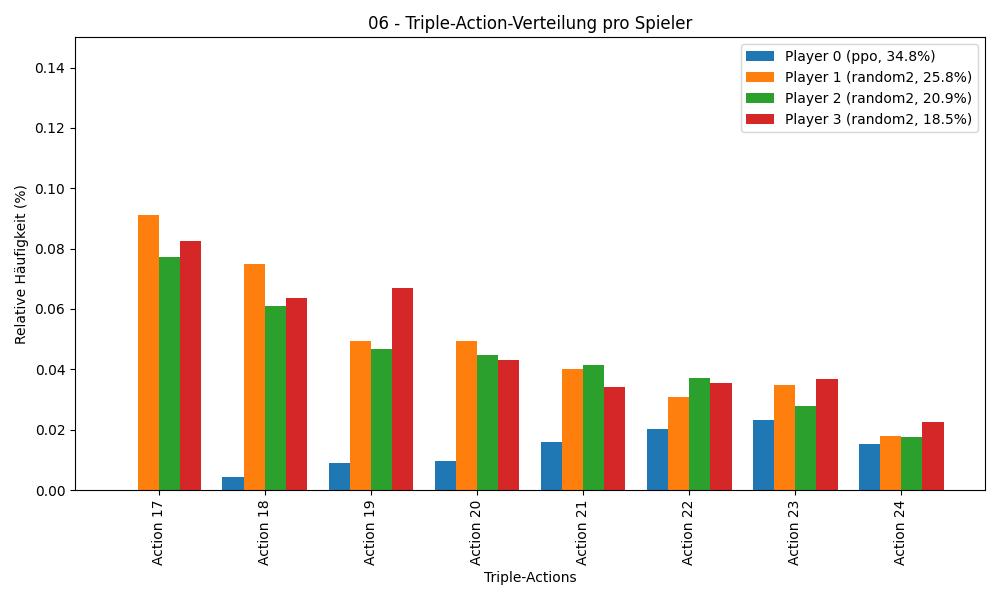 06 - Triple-Action-Verteilung pro Spieler
Player 0 (ppo, 34.8%)
Player 1 (random2, 25.8%)
Player 2 (random2, 20.9%)
Player 3 (random2, 18.5%)
Relative Häufigkeit (%)
0.14
0.12
0.10
0.08
0.06
0.04
0.02
0.00
Action 17
Action 18
Action 19
Action 20
Action 21
Action 22
Action 23
Action 24
Triple-Actions